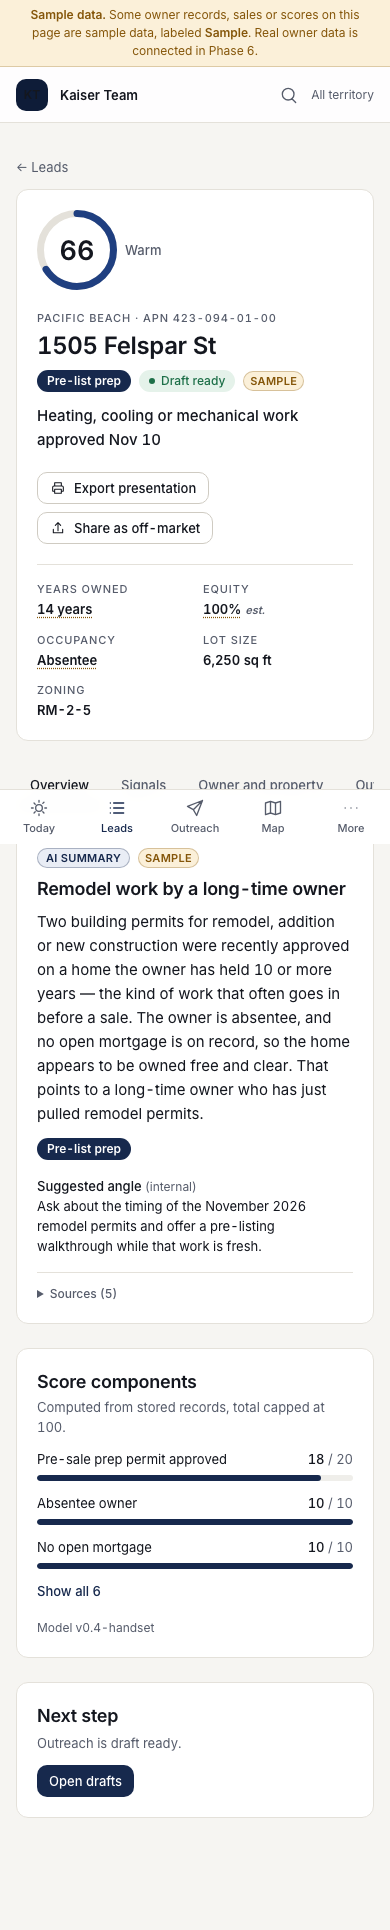 Sample data. Some owner records, sales or scores on this
page are sample data, labeled Sample. Real owner data is
connected in Phase 6.
Kaiser Team
All territory
← Leads
66
Warm
PACIFIC BEACH · APN 423-094-01-00
1505 Felspar St
Pre-list prep
Draft ready
SAMPLE
Heating, cooling or mechanical work
approved Nov 10
Export presentation
Share as off-market
YEARS OWNED
14 years
EQUITY
100% est.
OCCUPANCY
Absentee
LOT SIZE
6,250 sq ft
ZONING
RM-2-5
Overview
Signals
Owner and property
Today
Leads
Outreach
Map
More
AI SUMMARY
SAMPLE
Remodel work by a long-time owner
Two building permits for remodel, addition
or new construction were recently approved
on a home the owner has held 10 or more
years — the kind of work that often goes in
before a sale. The owner is absentee, and
no open mortgage is on record, so the home
appears to be owned free and clear. That
points to a long-time owner who has just
pulled remodel permits.
Pre-list prep
Suggested angle (internal)
Ask about the timing of the November 2026
remodel permits and offer a pre-listing
walkthrough while that work is fresh.
Sources (5)
Score components
Computed from stored records, total capped at
100.
Pre-sale prep permit approved
18 / 20
Absentee owner
10 / 10
No open mortgage
10 / 10
Show all 6
Model v0.4-handset
Next step
Outreach is draft ready.
Open drafts